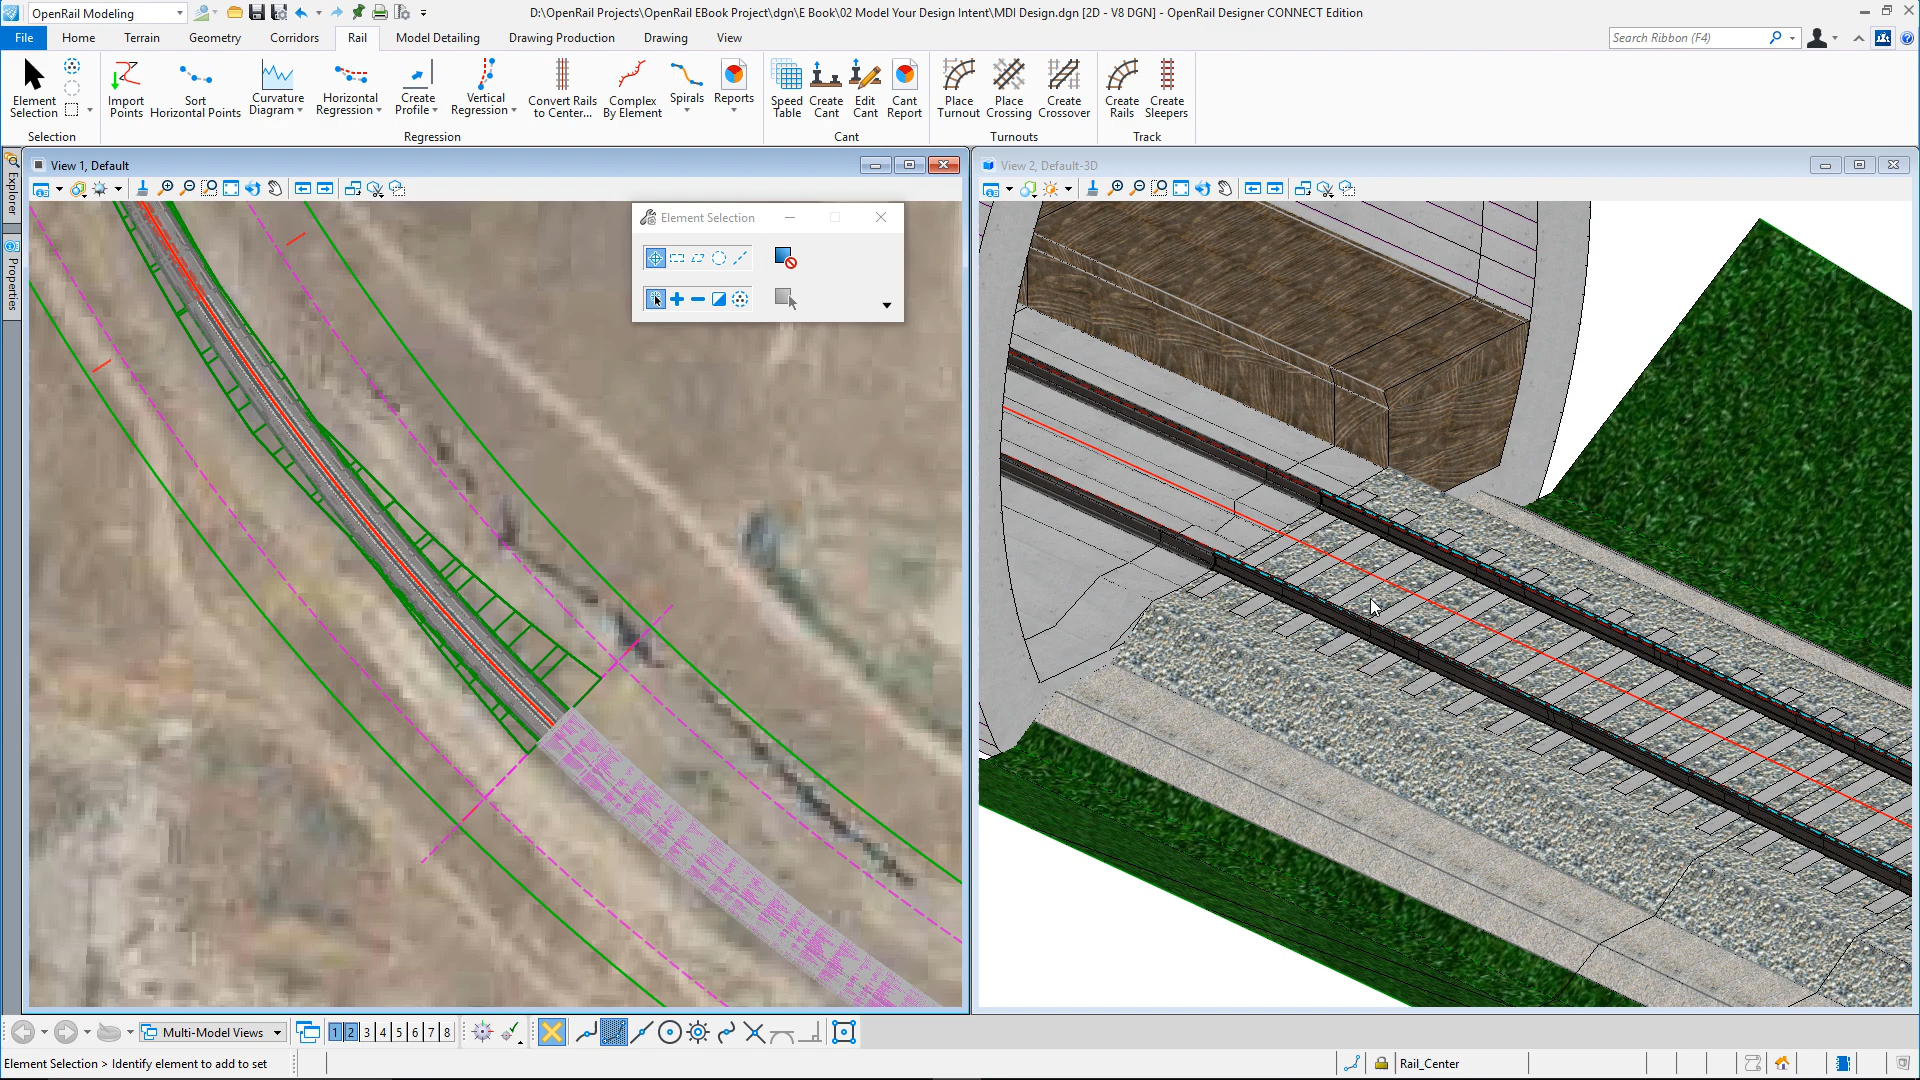 OpenRail Modeling
D:\OpenRail Projects\OpenRail EBook Project\dgn\E Book\02 Model Your Design Intent\MDI Design.dgn [2D - V8 DGN] - OpenRail Designer CONNECT Edition
File Home Terrain Geometry Corridors Rail Model Detailing Drawing Production Drawing View
Search Ribbon (F4)
Element Selection
Import Points
Sort Horizontal Points
Curvature Diagram
Horizontal Regression
Create Profile
Vertical Regression
Convert Rails to Center...
Complex By Element
Spirals
Reports
Speed Table
Create Cant
Edit Cant
Cant Report
Place Turnout
Place Crossing
Create Crossover
Create Rails
Create Sleepers
Selection Regression Cant Turnouts Track
Explorer
Properties
View 1, Default
Element Selection
View 2, Default-3D
Multi-Model Views
1 2 3 4 5 6 7 8
Element Selection > Identify element to add to set
Rail_Center